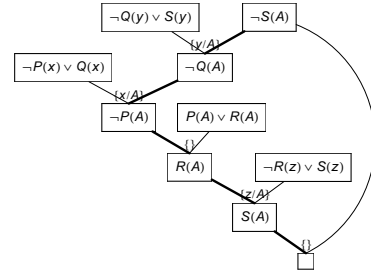 ¬Q(y) ∨ S(y)
¬S(A)
{y/A}
¬P(x) ∨ Q(x)
¬Q(A)
{x/A}
¬P(A)
P(A) ∨ R(A)
{}
R(A)
¬R(z) ∨ S(z)
{z/A}
S(A)
{}